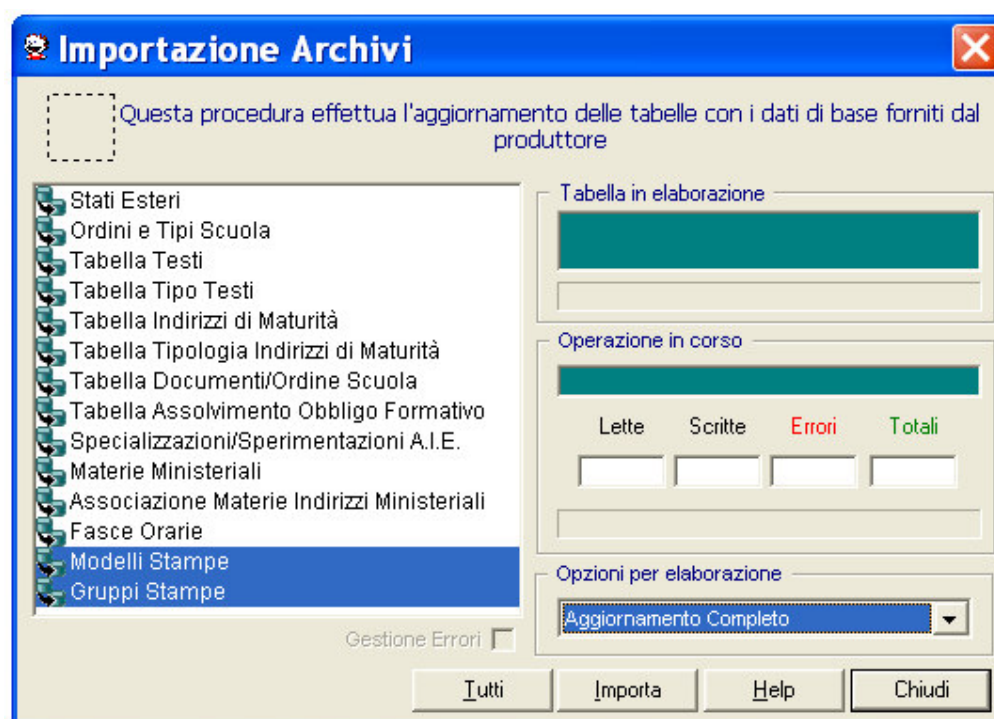 Importazione Archivi
Questa procedura effettua l'aggiornamento delle tabelle con i dati di base forniti dal
produttore
Stati Esteri
Ordini e Tipi Scuola
Tabella Testi
Tabella Tipo Testi
Tabella Indirizzi di Maturità
Tabella Tipologia Indirizzi di Maturità
Tabella Documenti/Ordine Scuola
Tabella Assolvimento Obbligo Formativo
Specializzazioni/Sperimentazioni A.I.E.
Materie Ministeriali
Associazione Materie Indirizzi Ministeriali
Fasce Orarie
Modelli Stampe
Gruppi Stampe
Gestione Errori
Tabella in elaborazione
Operazione in corso
Lette Scritte Errori Totali
Opzioni per elaborazione
Aggiornamento Completo
Tutti Importa Help Chiudi